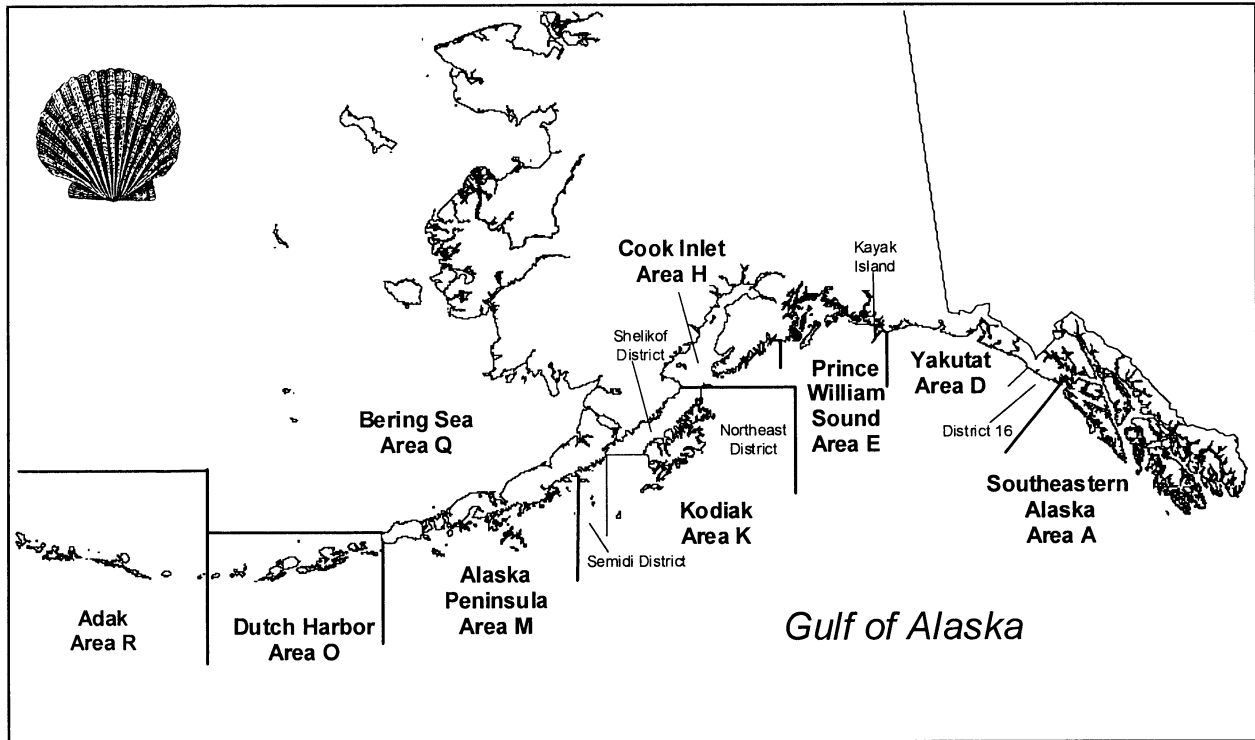 Cook Inlet
Area H
Kayak
Island
Shelikof
District
Prince
William
Sound
Area E
Yakutat
Area D
Bering Sea
Area Q
Northeast
District
District 16
Southeastern
Alaska
Area A
Kodiak
Area K
Semidi District
Alaska
Peninsula
Area M
Adak
Area R
Dutch Harbor
Area O
Gulf of Alaska